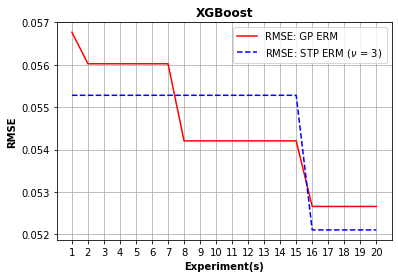 XGBoost
RMSE: GP ERM
RMSE: STP ERM (ν = 3)
0.057
0.056
0.055
0.054
0.053
0.052
RMSE
1 2 3 4 5 6 7 8 9 10 11 12 13 14 15 16 17 18 19 20
Experiment(s)